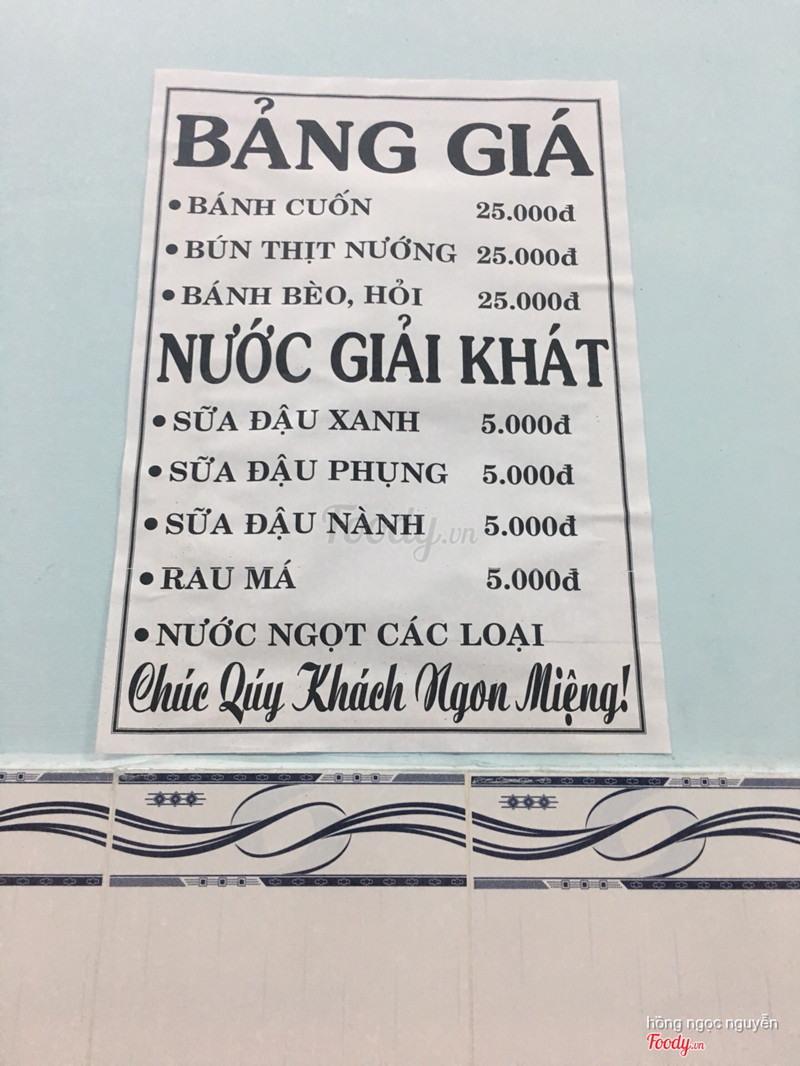 BẢNG GIÁ
• BÁNH CUỐN 25.000đ
• BÚN THỊT NƯỚNG 25.000đ
• BÁNH BÈO, HỎI 25.000đ
NƯỚC GIẢI KHÁT
• SỮA ĐẬU XANH 5.000đ
• SỮA ĐẬU PHỤNG 5.000đ
• SỮA ĐẬU NÀNH 5.000đ
Foody.vn
• RAU MÁ 5.000đ
• NƯỚC NGỌT CÁC LOẠI
Chúc Qúy Khách Ngon Miệng!
hồng ngọc nguyễn
Foody.vn